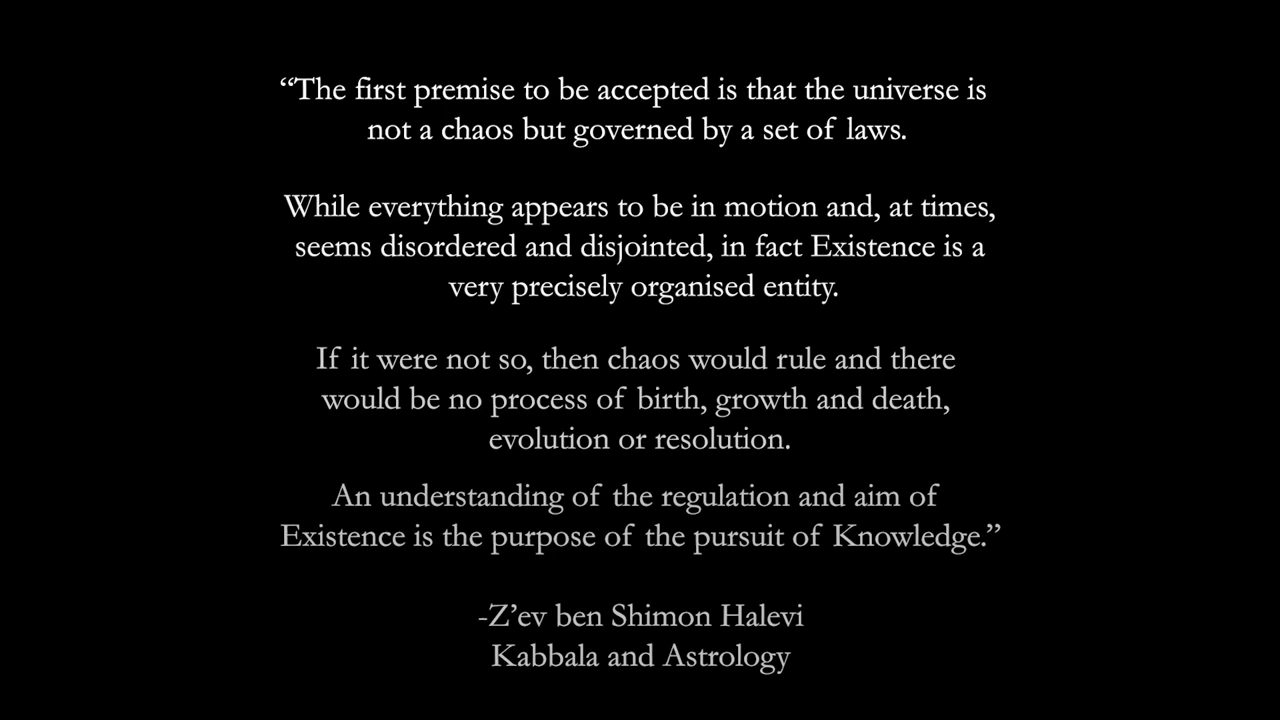 “The first premise to be accepted is that the universe is
not a chaos but governed by a set of laws.
While everything appears to be in motion and, at times,
seems disordered and disjointed, in fact Existence is a
very precisely organised entity.
If it were not so, then chaos would rule and there
would be no process of birth, growth and death,
evolution or resolution.
An understanding of the regulation and aim of
Existence is the purpose of the pursuit of Knowledge.”
-Z’ev ben Shimon Halevi
Kabbala and Astrology